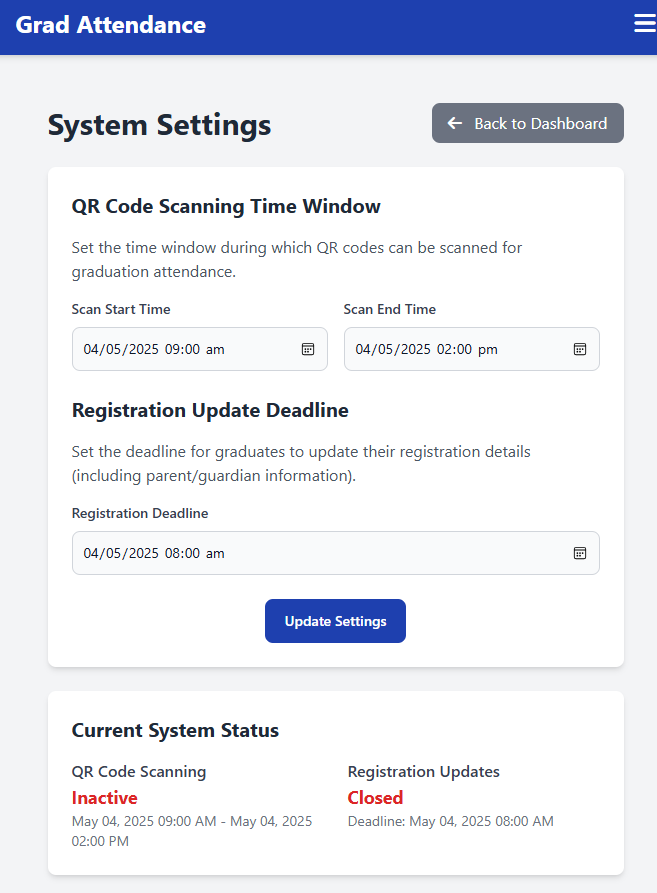 Grad Attendance
System Settings
Back to Dashboard
QR Code Scanning Time Window
Set the time window during which QR codes can be scanned for
graduation attendance.
Scan Start Time
Scan End Time
04/05/2025 09:00 am
04/05/2025 02:00 pm
Registration Update Deadline
Set the deadline for graduates to update their registration details
(including parent/guardian information).
Registration Deadline
04/05/2025 08:00 am
Update Settings
Current System Status
QR Code Scanning
Inactive
May 04, 2025 09:00 AM - May 04, 2025
02:00 PM
Registration Updates
Closed
Deadline: May 04, 2025 08:00 AM